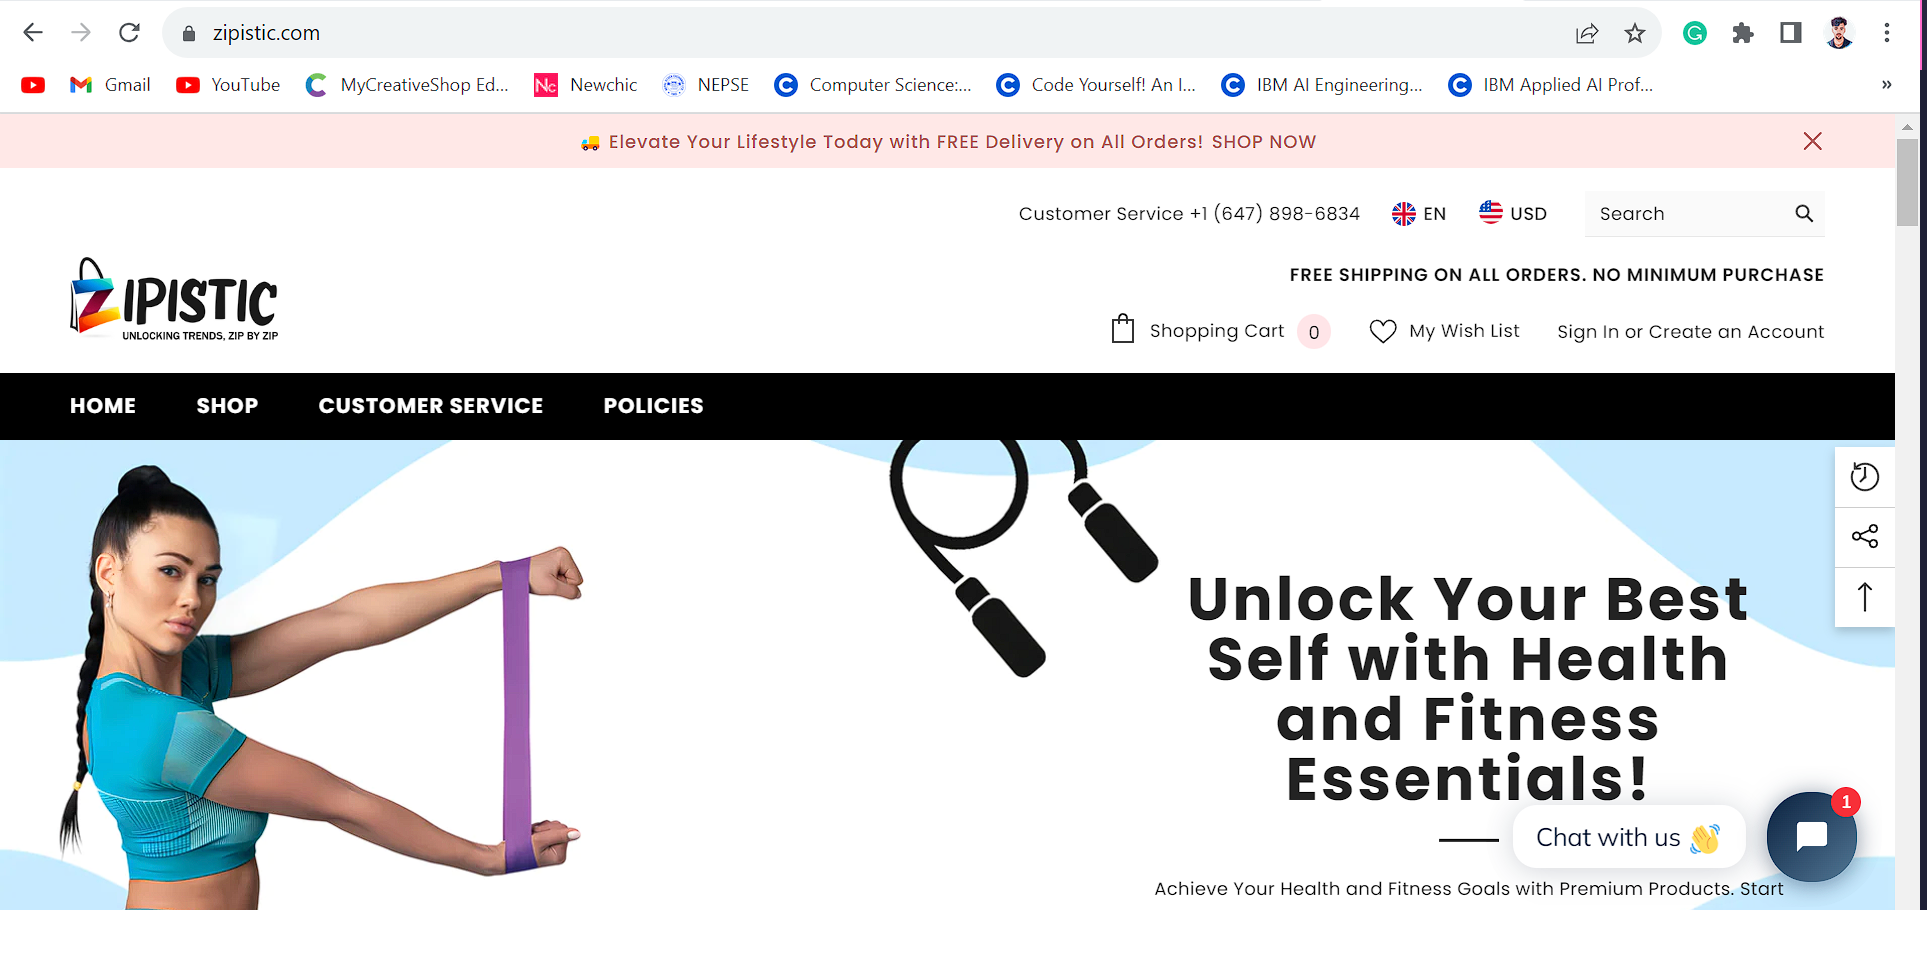 zipistic.com
Gmail YouTube MyCreativeShop Ed... Nc Newchic NEPSE Computer Science:... Code Yourself! An I... IBM AI Engineering... IBM Applied AI Prof... »
Elevate Your Lifestyle Today with FREE Delivery on All Orders! SHOP NOW
Customer Service +1 (647) 898-6834 EN USD Search
FREE SHIPPING ON ALL ORDERS. NO MINIMUM PURCHASE
ZIPISTIC
UNLOCKING TRENDS, ZIP BY ZIP
Shopping Cart 0 My Wish List Sign In or Create an Account
HOME SHOP CUSTOMER SERVICE POLICIES
Unlock Your Best
Self with Health
and Fitness
Essentials!
Chat with us 1
Achieve Your Health and Fitness Goals with Premium Products. Start